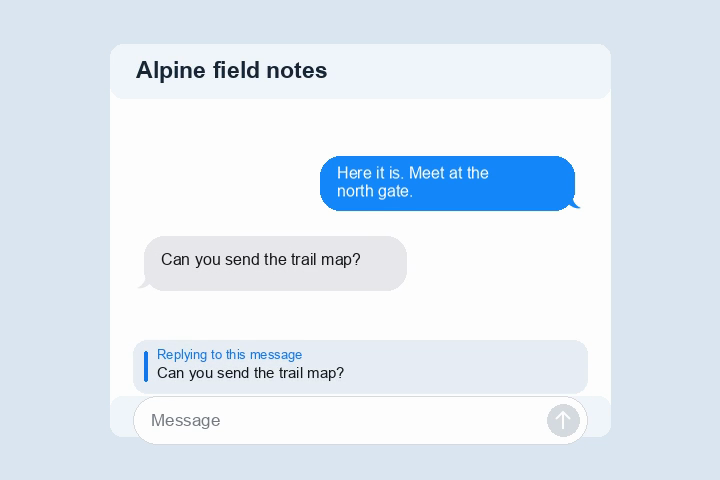 Alpine field notes
Here it is. Meet at the
north gate.
Can you send the trail map?
Replying to this message
Can you send the trail map?
Message